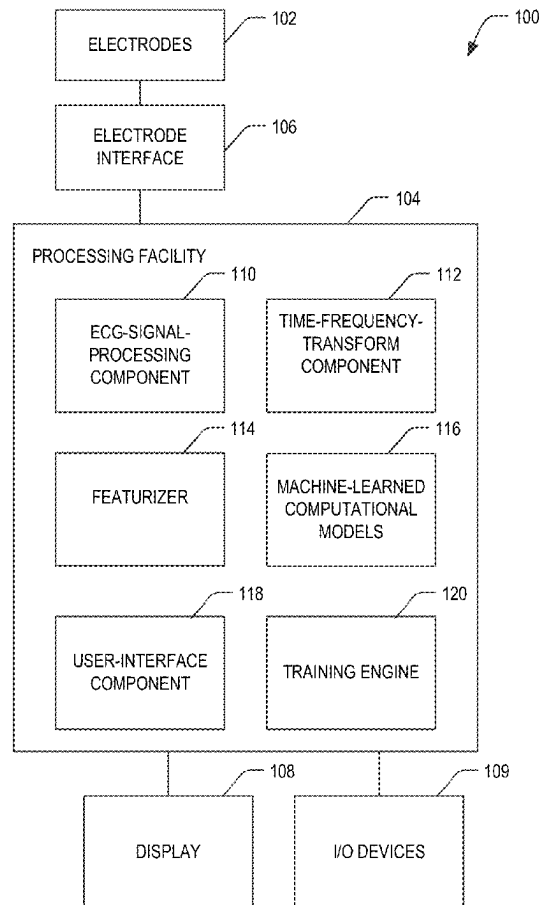 100
102
ELECTRODES
106
ELECTRODE
INTERFACE
104
PROCESSING FACILITY
110
ECG-SIGNAL-
PROCESSING
COMPONENT
112
TIME-FREQUENCY-
TRANSFORM
COMPONENT
114
FEATURIZER
116
MACHINE-LEARNED
COMPUTATIONAL
MODELS
118
USER-INTERFACE
COMPONENT
120
TRAINING ENGINE
108
DISPLAY
109
I/O DEVICES